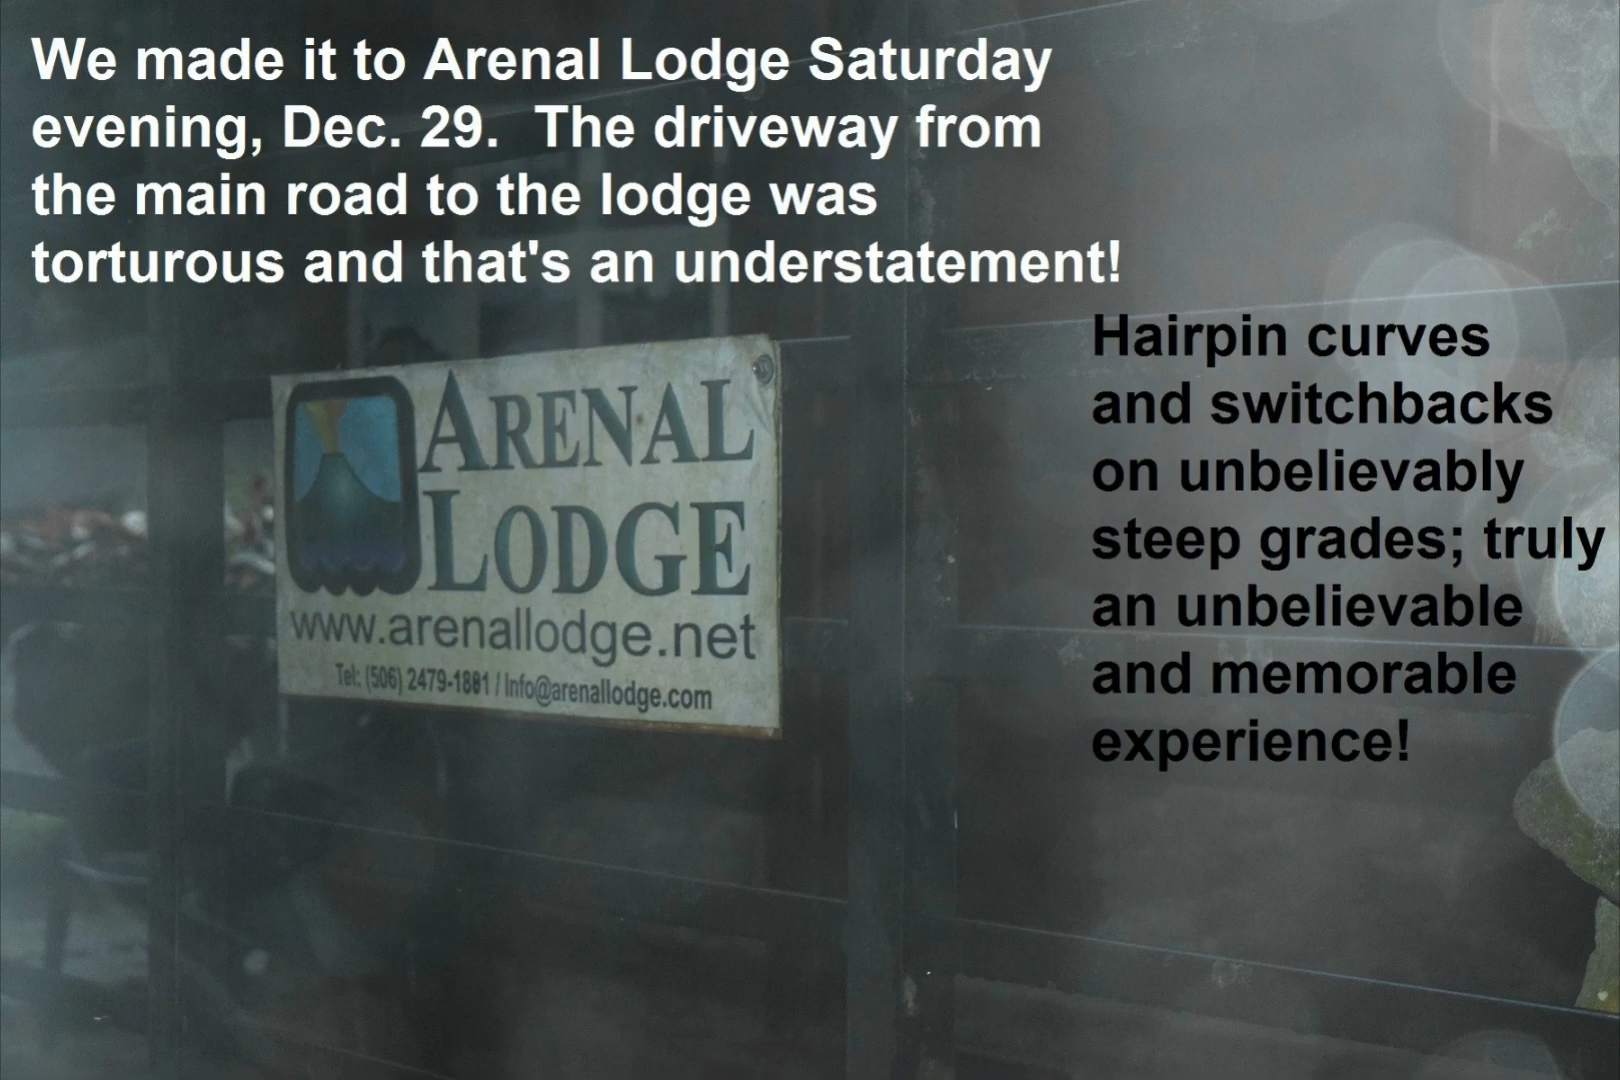 We made it to Arenal Lodge Saturday
evening, Dec. 29.  The driveway from
the main road to the lodge was
torturous and that's an understatement!
Hairpin curves
and switchbacks
on unbelievably
steep grades; truly
an unbelievable
and memorable
experience!
ARENAL
LODGE
www.arenallodge.net
Tel: (506) 2479-1881 / Info@arenallodge.com